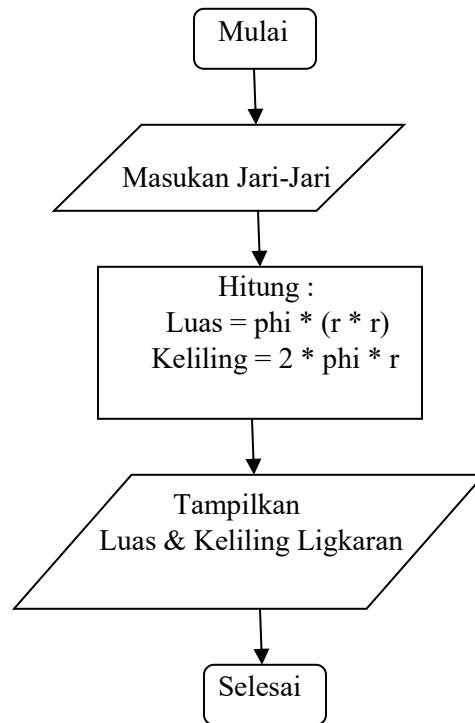 Mulai
Masukan Jari-Jari
Hitung :
Luas = phi * (r * r)
Keliling = 2 * phi * r
Tampilkan
Luas & Keliling Ligkaran
Selesai